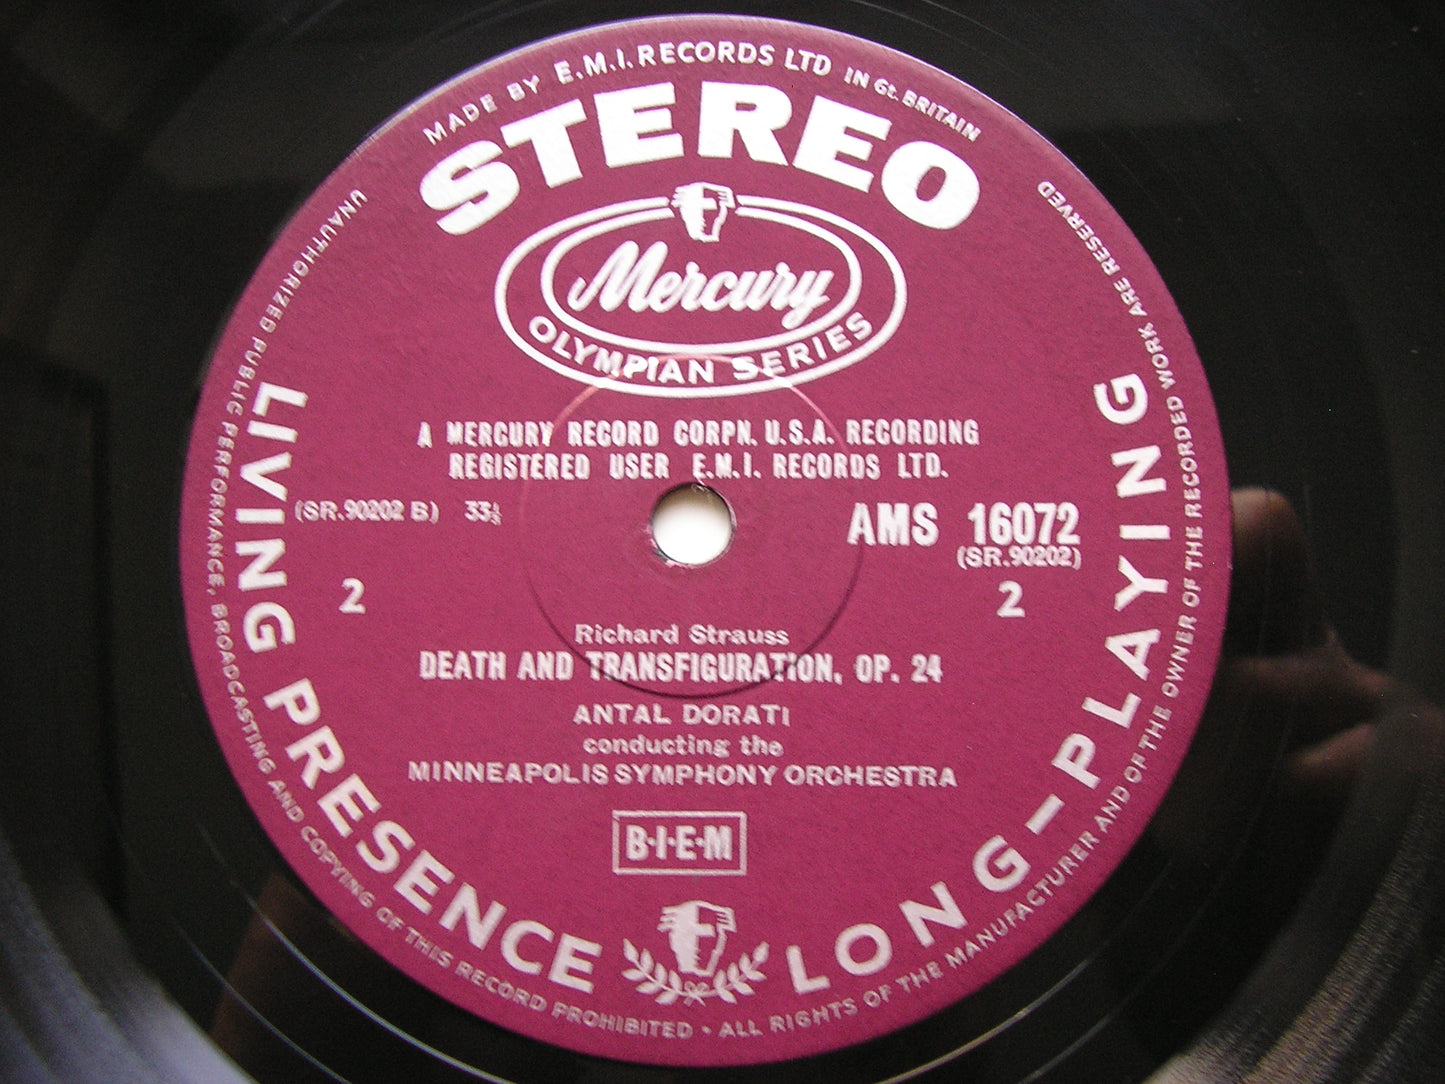 MADE BY E.M.I. RECORDS LTD IN Gt. BRITAIN
STEREO
Mercury
OLYMPIAN SERIES
A MERCURY RECORD CORPN. U.S.A. RECORDING
REGISTERED USER E.M.I. RECORDS LTD.
(SR.90202 B) 33⅓
AMS 16072
(SR.90202)
2
2
Richard Strauss
DEATH AND TRANSFIGURATION, OP. 24
ANTAL DORATI
conducting the
MINNEAPOLIS SYMPHONY ORCHESTRA
B·I·E·M
LIVING PRESENCE
LONG-PLAYING
UNAUTHORIZED PUBLIC PERFORMANCE, BROADCASTING AND COPYING OF THIS RECORD PROHIBITED • ALL RIGHTS OF THE MANUFACTURER AND OF THE OWNER OF THE RECORDED WORK ARE RESERVED